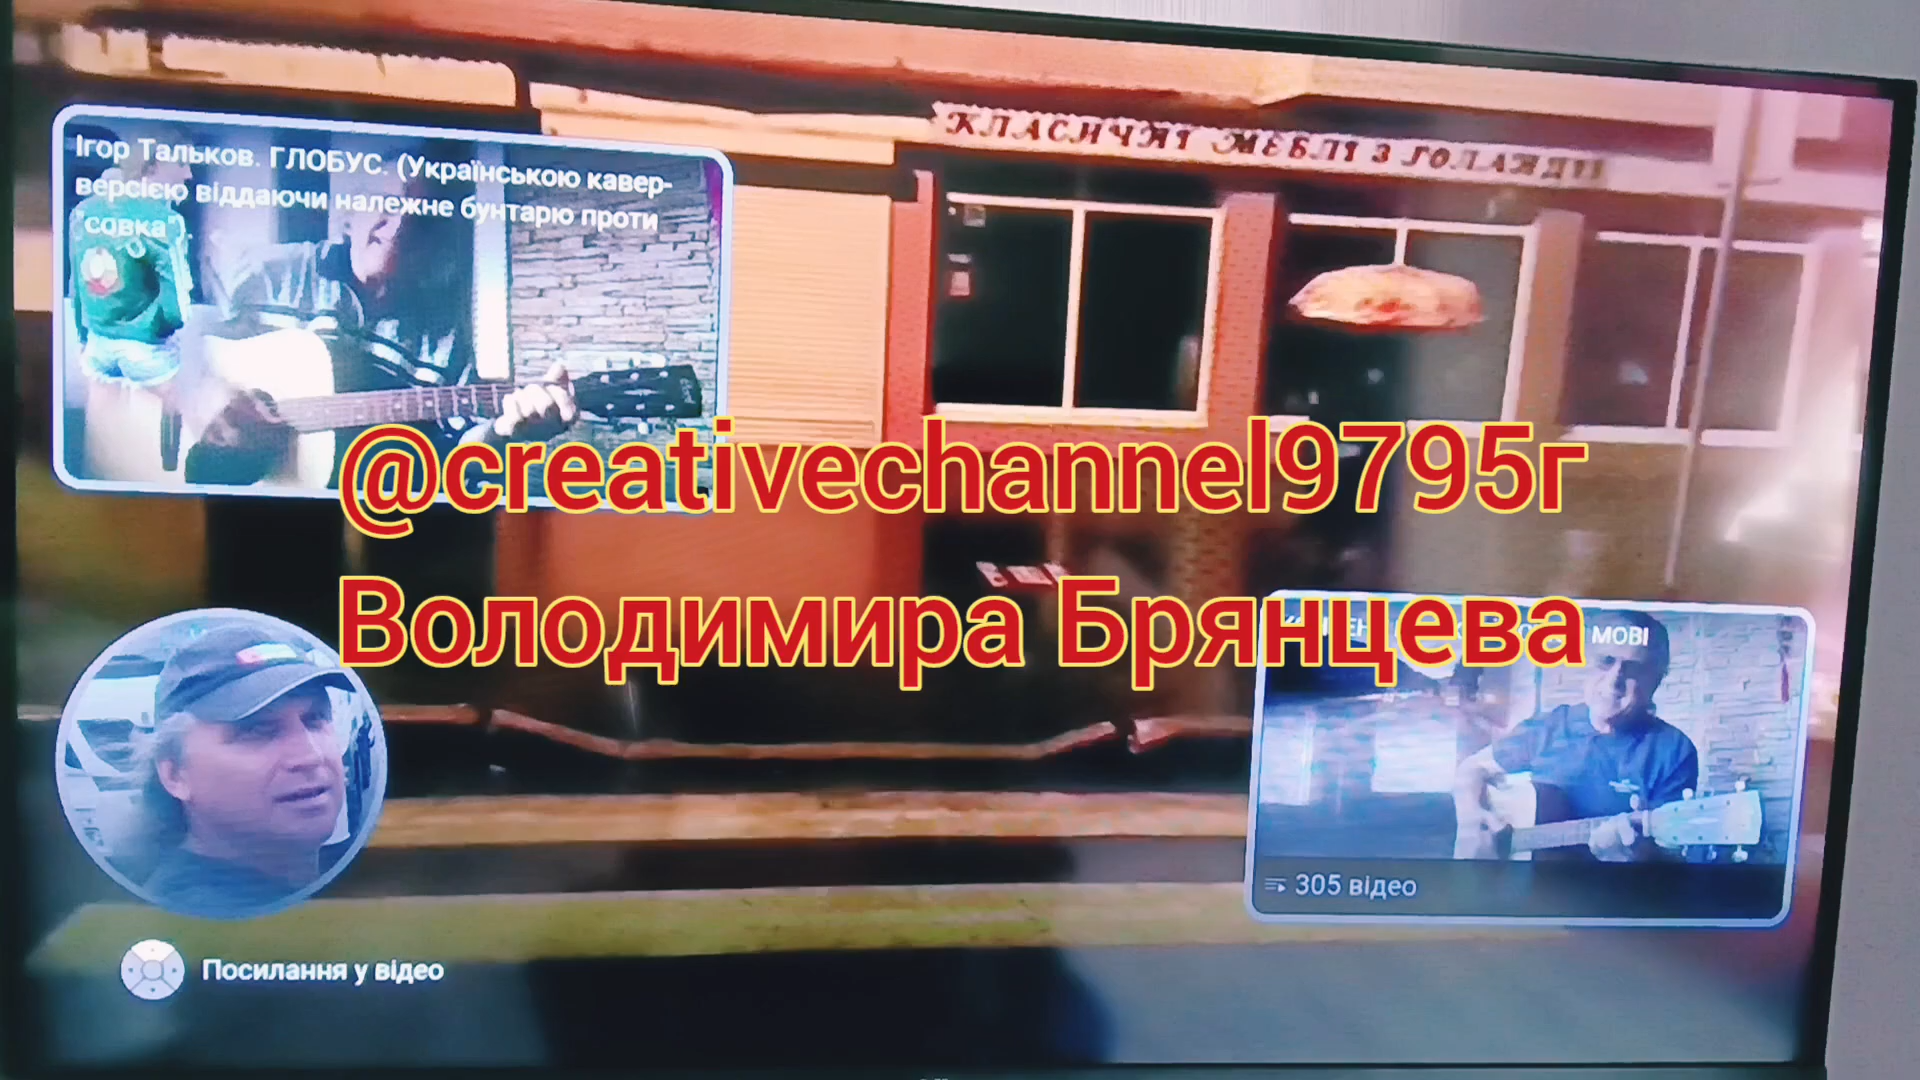 КЛАСИЧНІ МЕБЛІ З ГОЛАНДІЇ
Ігор Тальков. ГЛОБУС. (Українською кавер-
версією віддаючи належне бунтарю проти
"совка").
@creativechannel9795г
Володимира Брянцева
МОВІ
305 відео
Посилання у відео